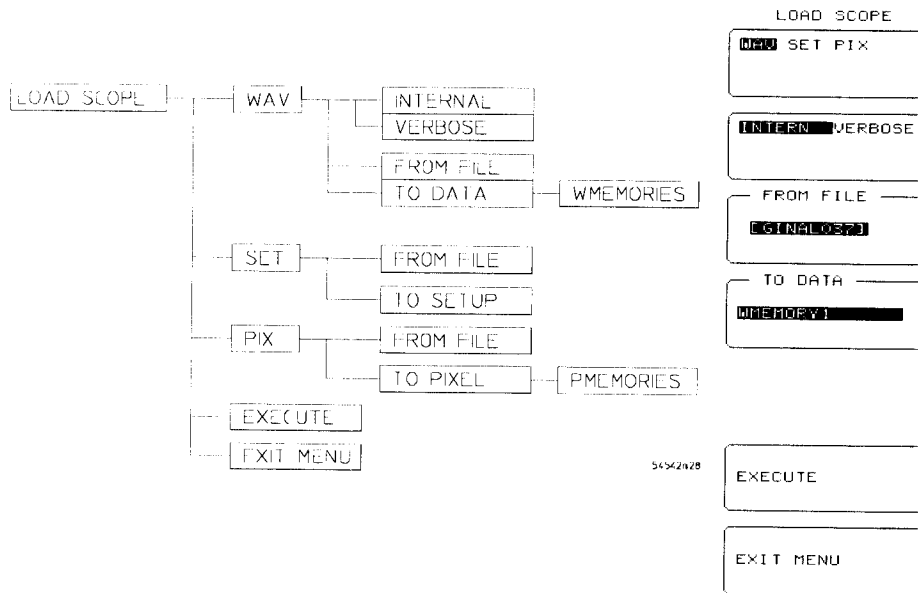 LOAD SCOPE
WAV
INTERNAL
VERBOSE
FROM FILE
TO DATA
WMEMORIES
SET
FROM FILE
TO SETUP
PIX
FROM FILE
TO PIXEL
PMEMORIES
EXECUTE
EXIT MENU
54542m28
LOAD SCOPE
WAV SET PIX
INTERN VERBOSE
FROM FILE
[GINAL037]
TO DATA
WMEMORY1
EXECUTE
EXIT MENU